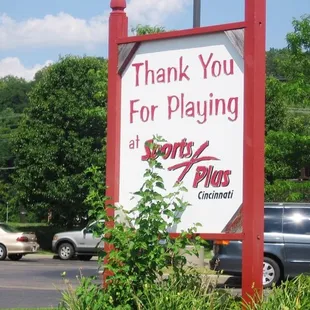 Thank You
For Playing
at Sports
Plus
Cincinnati